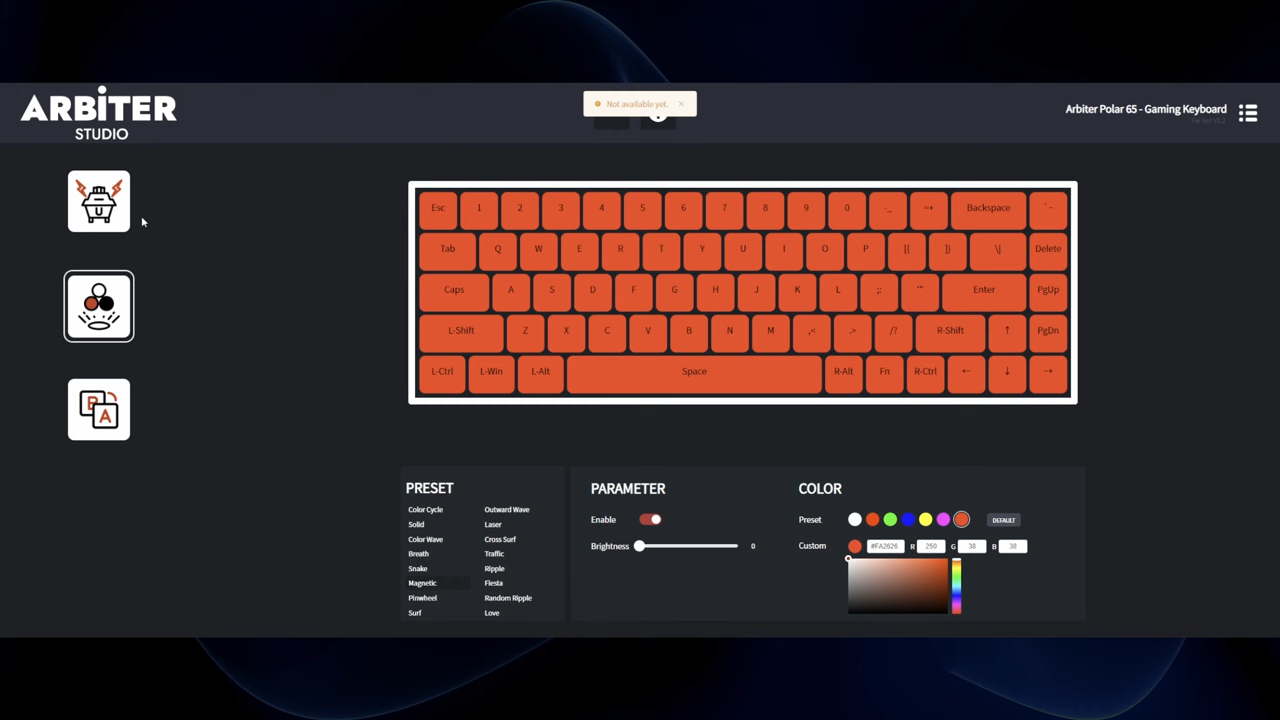 ARBITER
STUDIO
Not available yet.
Arbiter Polar 65 - Gaming Keyboard
Esc 1 2 3 4 5 6 7 8 9 0 -_ =+ Backspace `~
Tab Q W E R T Y U I O P [{ ]} \| Delete
Caps A S D F G H J K L ;: '" Enter PgUp
L-Shift Z X C V B N M ,< .> /? R-Shift ↑ PgDn
L-Ctrl L-Win L-Alt Space R-Alt Fn R-Ctrl ← ↓ →
U
B A
PRESET
Color Cycle Outward Wave
Solid Laser
Color Wave Cross Surf
Breath Traffic
Snake Ripple
Magnetic Fiesta
Pinwheel Random Ripple
Surf Love
PARAMETER
Enable
Brightness 0
COLOR
Preset DEFAULT
Custom #FA2626 R 250 G 38 B 38